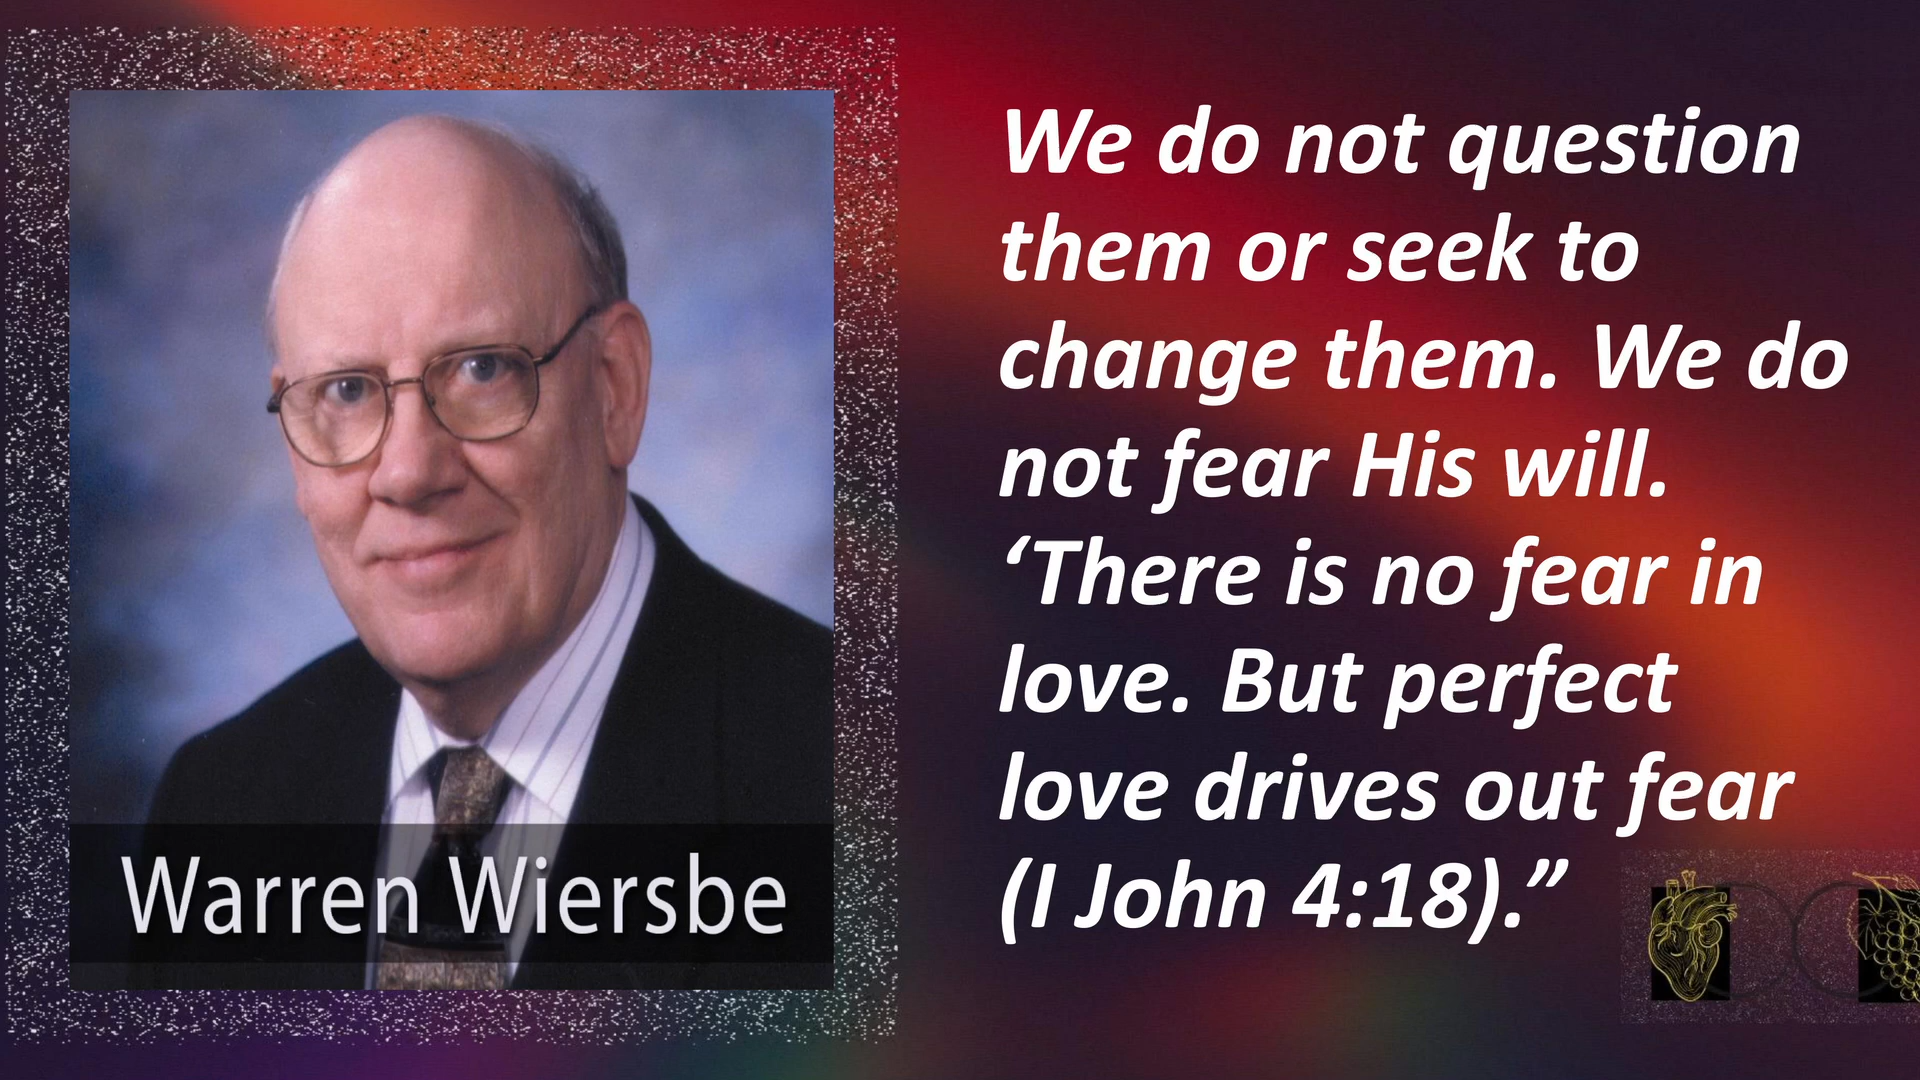 We do not question
them or seek to
change them. We do
not fear His will.
‘There is no fear in
love. But perfect
love drives out fear
(I John 4:18).”
Warren Wiersbe